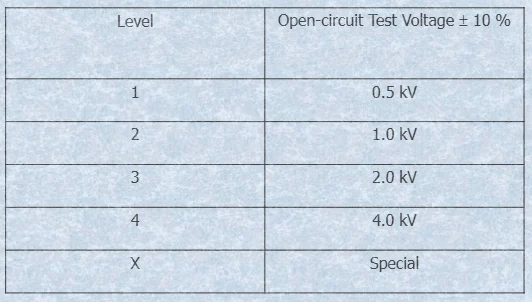 Level Open-circuit Test Voltage ± 10 %
1 0.5 kV
2 1.0 kV
3 2.0 kV
4 4.0 kV
X Special